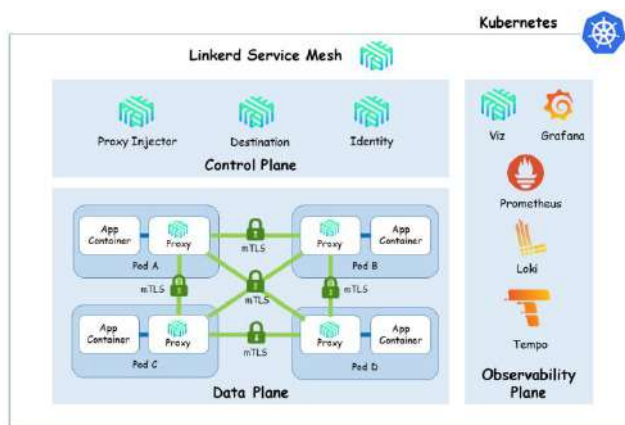 Kubernetes
Linkerd Service Mesh
Proxy Injector
Destination
Identity
Control Plane
Viz
Grafana
Prometheus
Loki
Tempo
Observability
Plane
App
Container
Proxy
Pod A
mTLS
Proxy
App
Container
Pod B
mTLS
mTLS
mTLS
App
Container
Proxy
Pod C
mTLS
Proxy
App
Container
Pod D
Data Plane